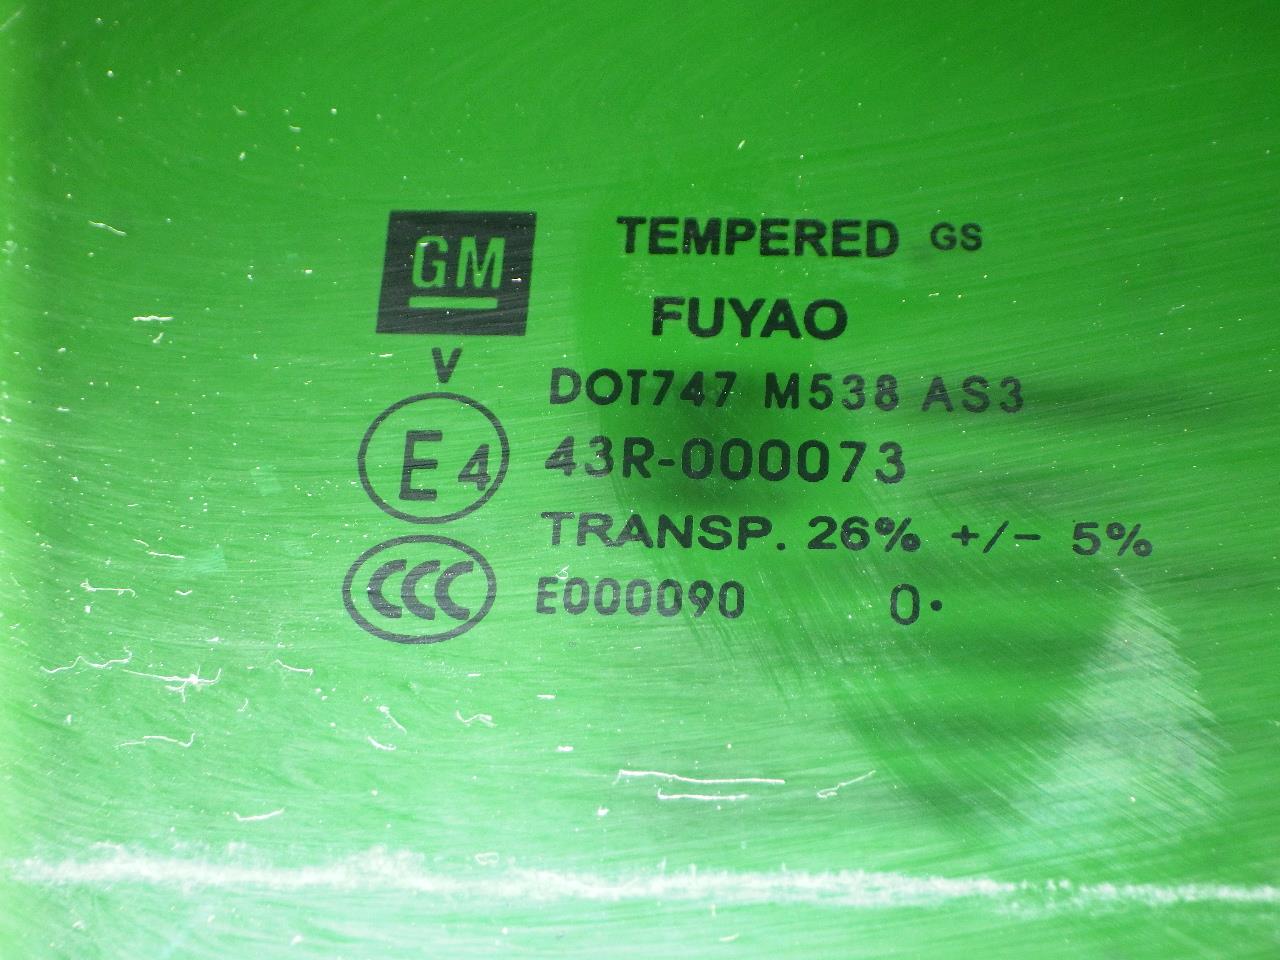 GM
TEMPERED GS
FUYAO
V
DOT747 M538 AS3
E4
43R-000073
TRANSP. 26% +/- 5%
CCC
E000090 0.